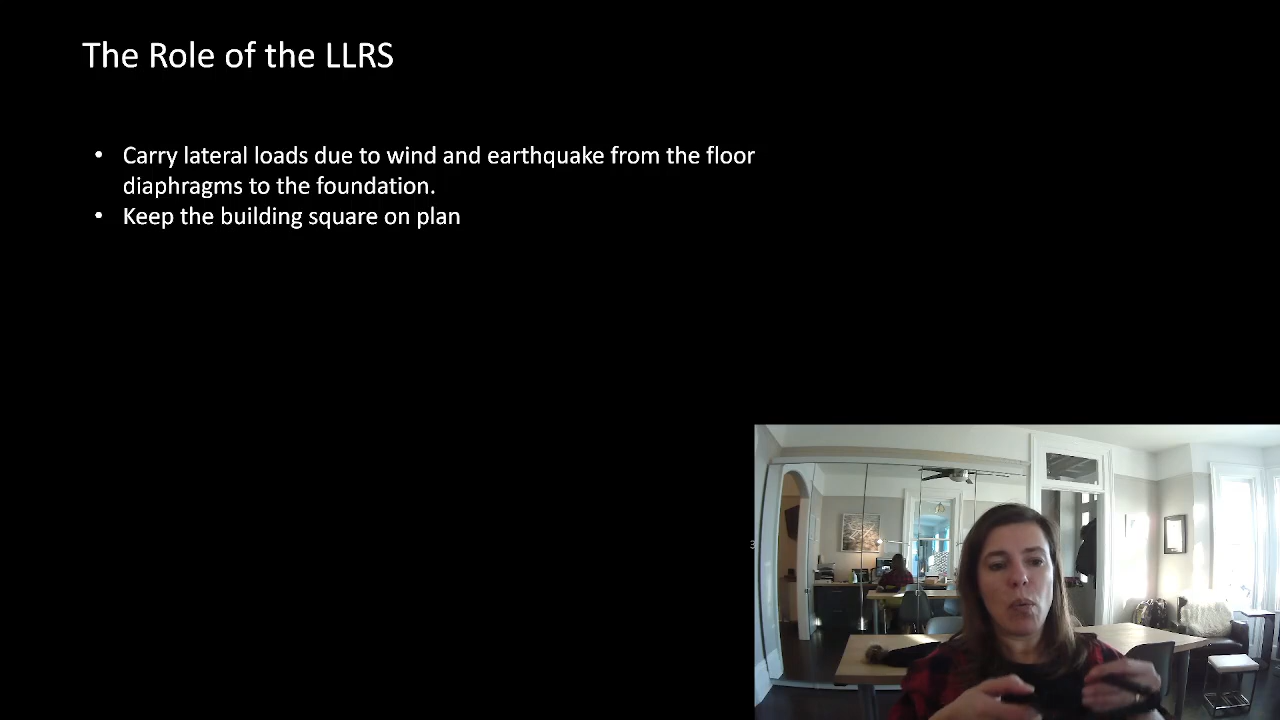 The Role of the LLRS
• Carry lateral loads due to wind and earthquake from the floor
diaphragms to the foundation.
• Keep the building square on plan
3